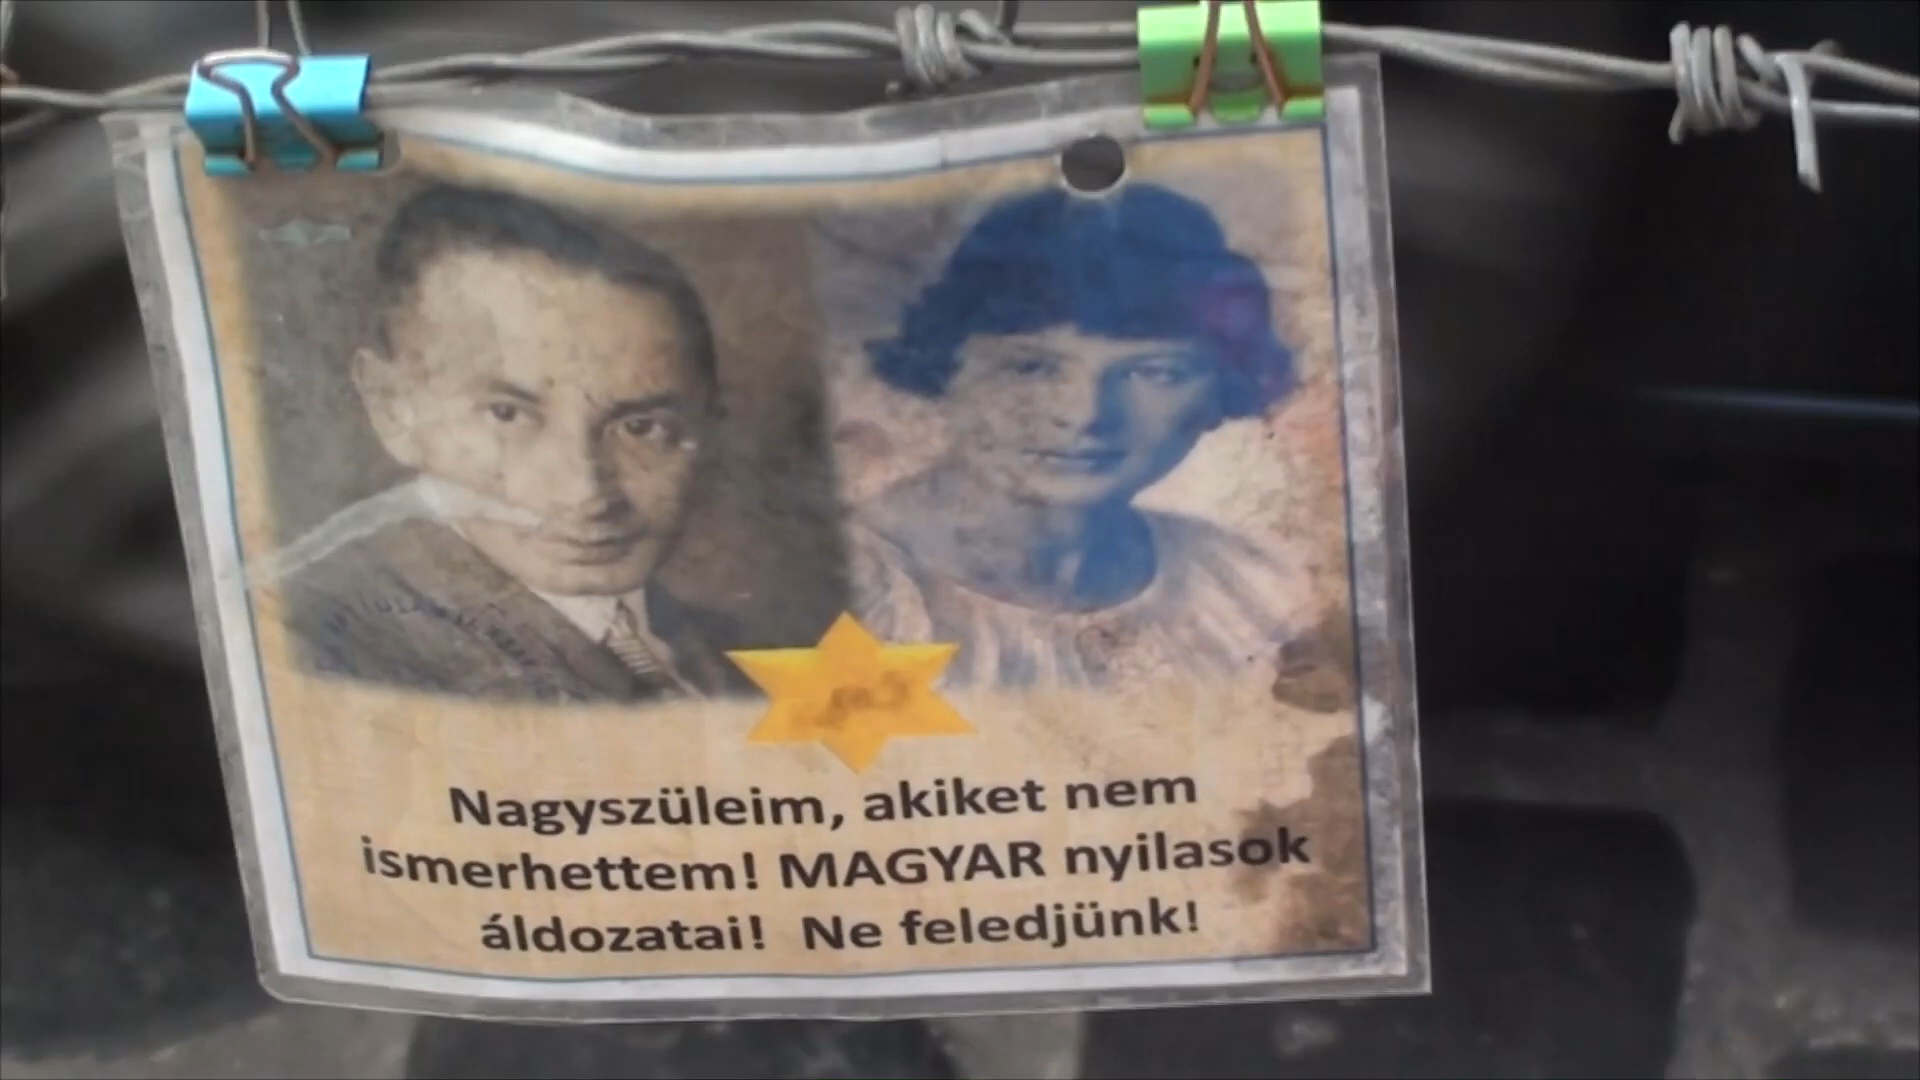 Nagyszüleim, akiket nem
ismerhettem! MAGYAR nyilasok
áldozatai! Ne feledjünk!